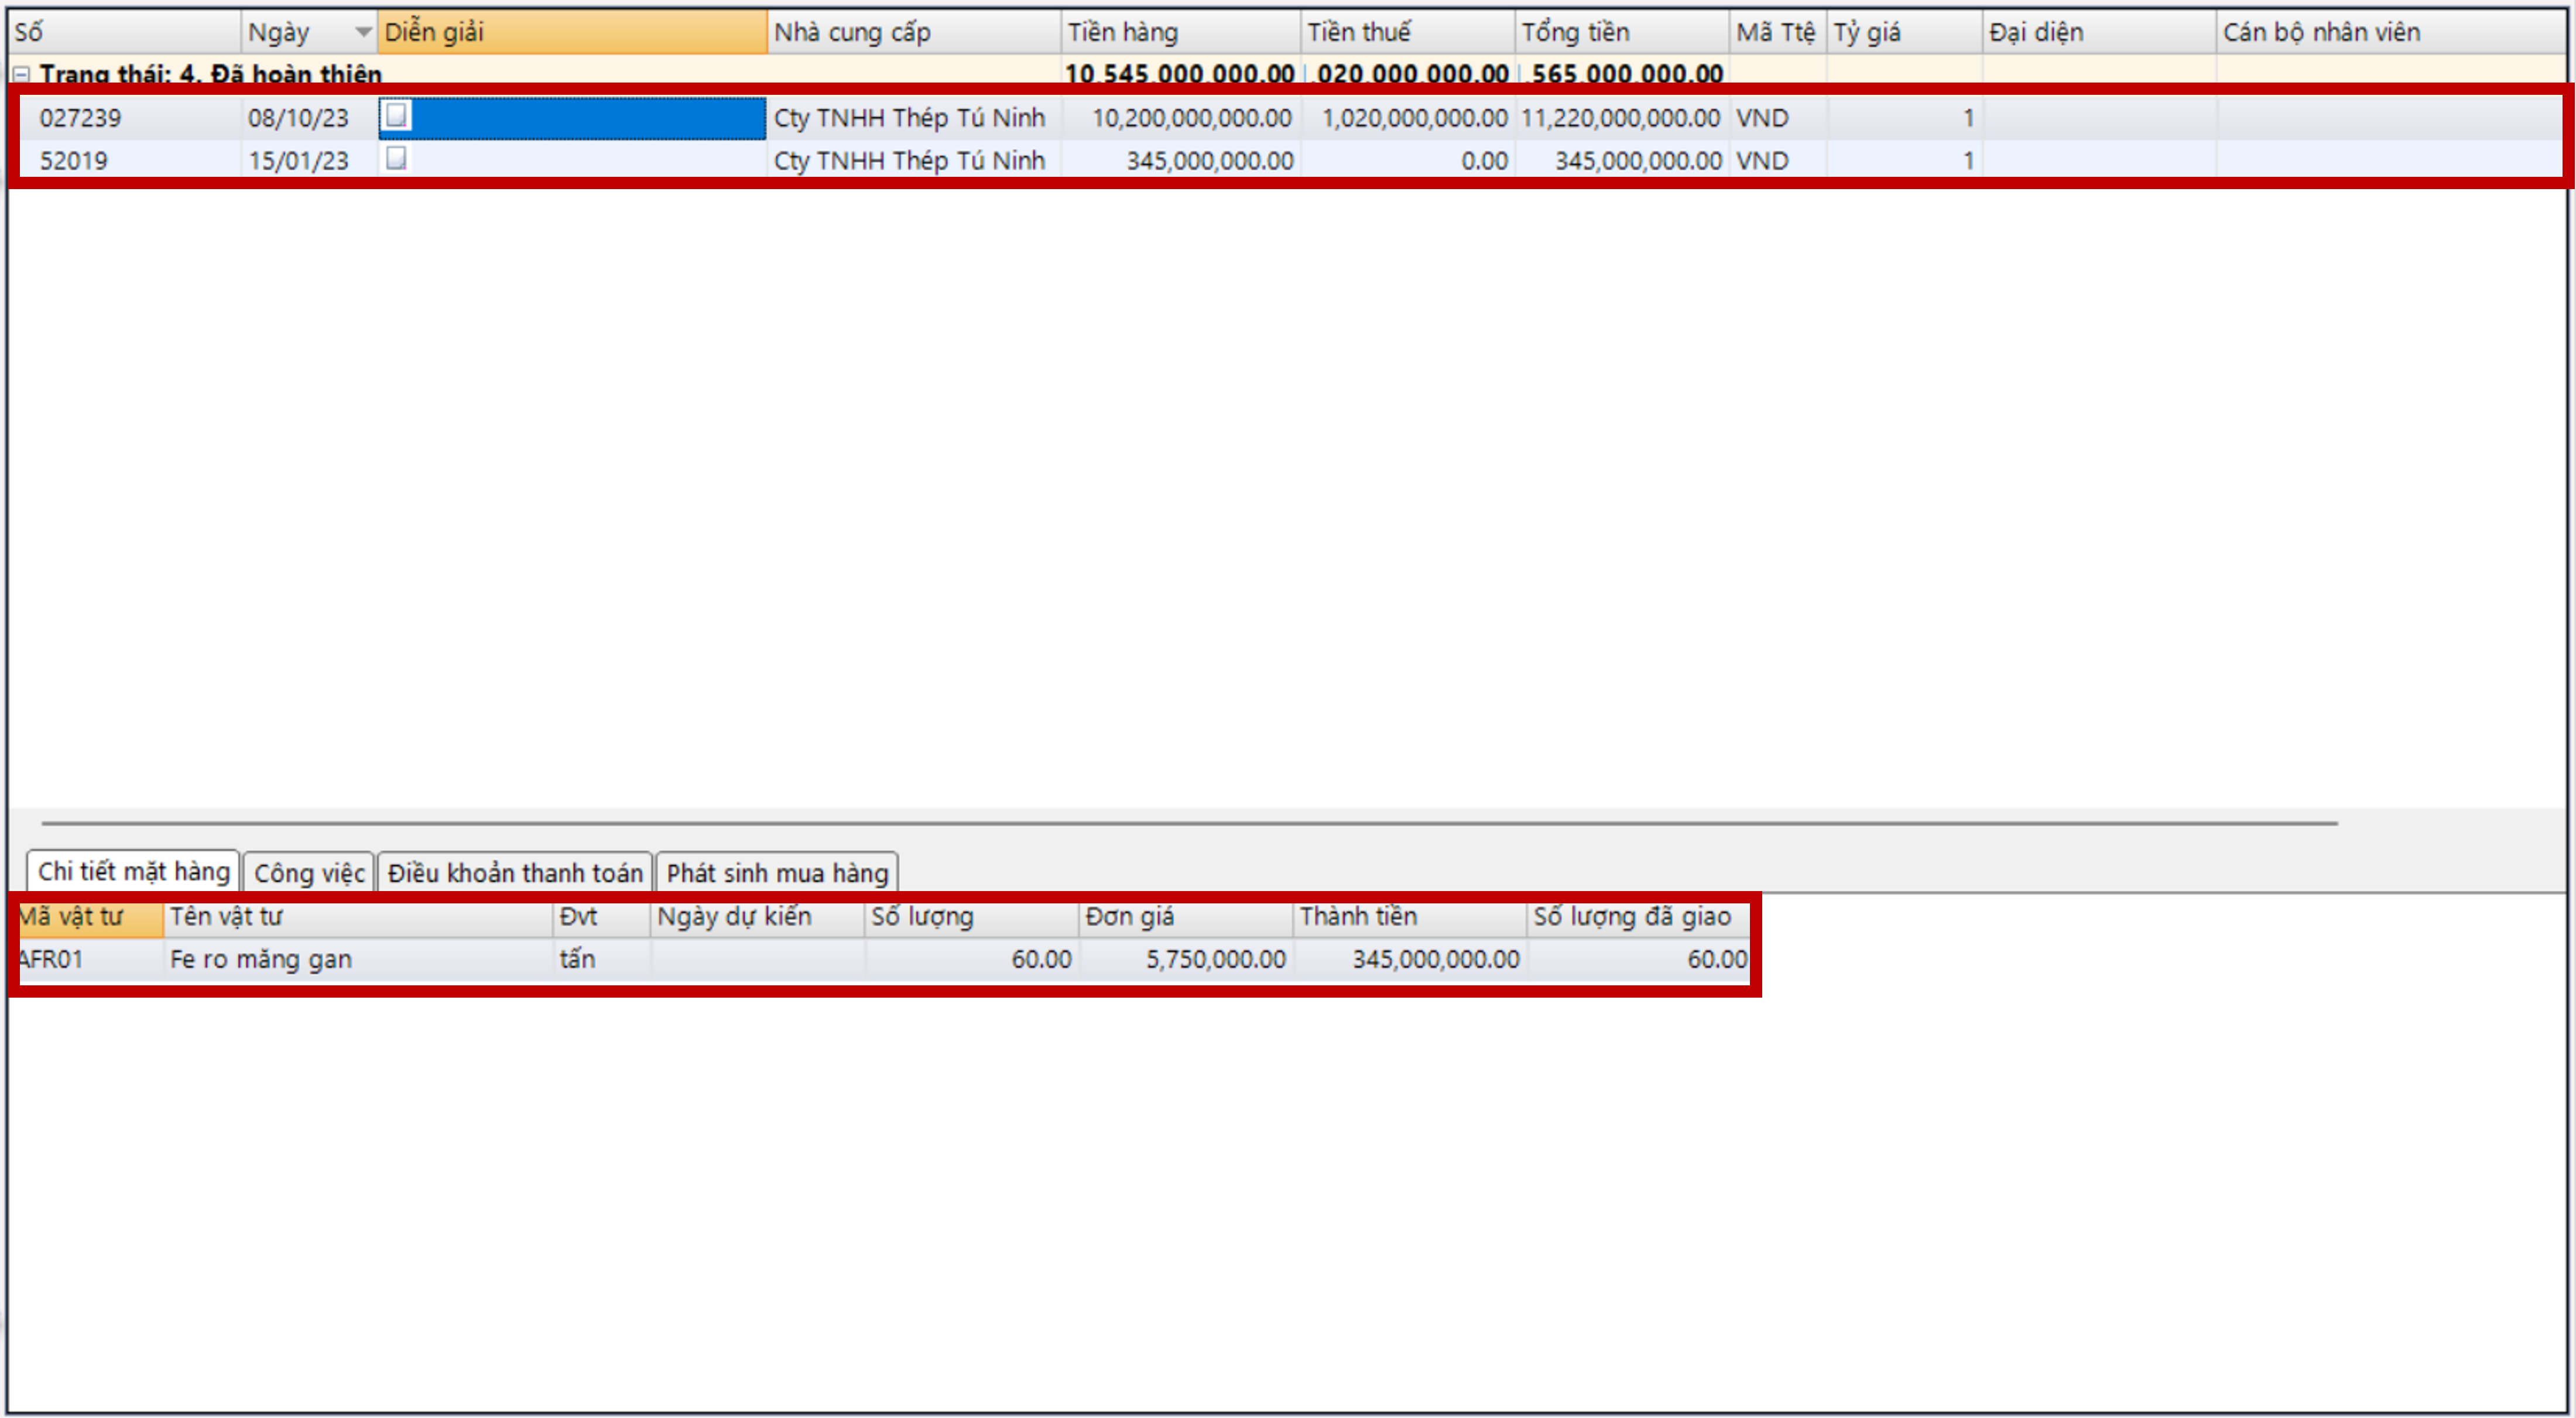 Số Ngày Diễn giải Nhà cung cấp Tiền hàng Tiền thuế Tổng tiền Mã Ttệ Tỷ giá Đại diện Cán bộ nhân viên
Trạng thái: 4. Đã hoàn thiện 10,545,000,000.00 ,020,000,000.00 ,565,000,000.00
027239 08/10/23 Cty TNHH Thép Tú Ninh 10,200,000,000.00 1,020,000,000.00 11,220,000,000.00 VND 1
52019 15/01/23 Cty TNHH Thép Tú Ninh 345,000,000.00 0.00 345,000,000.00 VND 1
Chi tiết mặt hàng Công việc Điều khoản thanh toán Phát sinh mua hàng
Mã vật tư Tên vật tư Đvt Ngày dự kiến Số lượng Đơn giá Thành tiền Số lượng đã giao
AFR01 Fe ro măng gan tấn 60.00 5,750,000.00 345,000,000.00 60.00